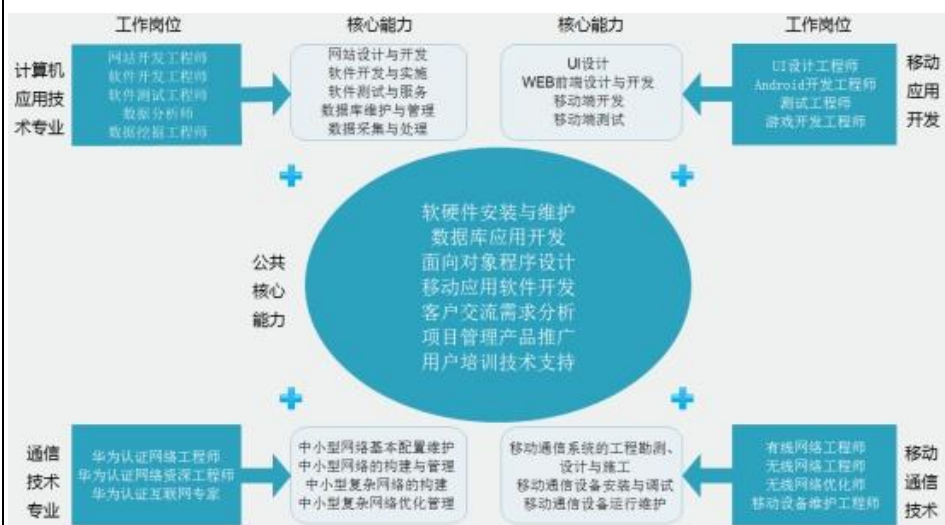 工作岗位
核心能力
核心能力
工作岗位
计算机
应用技
术专业
网站开发工程师
软件开发工程师
软件测试工程师
数据分析师
数据挖掘工程师
网站设计与开发
软件开发与实施
软件测试与服务
数据库维护与管理
数据采集与处理
UI设计
WEB前端设计与开发
移动端开发
移动端测试
UI设计工程师
Android开发工程师
测试工程师
游戏开发工程师
移动
应用
开发
公共
核心
能力
软硬件安装与维护
数据库应用开发
面向对象程序设计
移动应用软件开发
客户交流需求分析
项目管理产品推广
用户培训技术支持
通信
技术
专业
华为认证网络工程师
华为认证网络资深工程师
华为认证互联网专家
中小型网络基本配置维护
中小型网络的构建与管理
中小型复杂网络的构建
中小型复杂网络优化管理
移动通信系统的工程勘测、
设计与施工
移动通信设备安装与调试
移动通信设备运行维护
有线网络工程师
无线网络工程师
无线网络优化师
移动设备维护工程师
移动
通信
技术